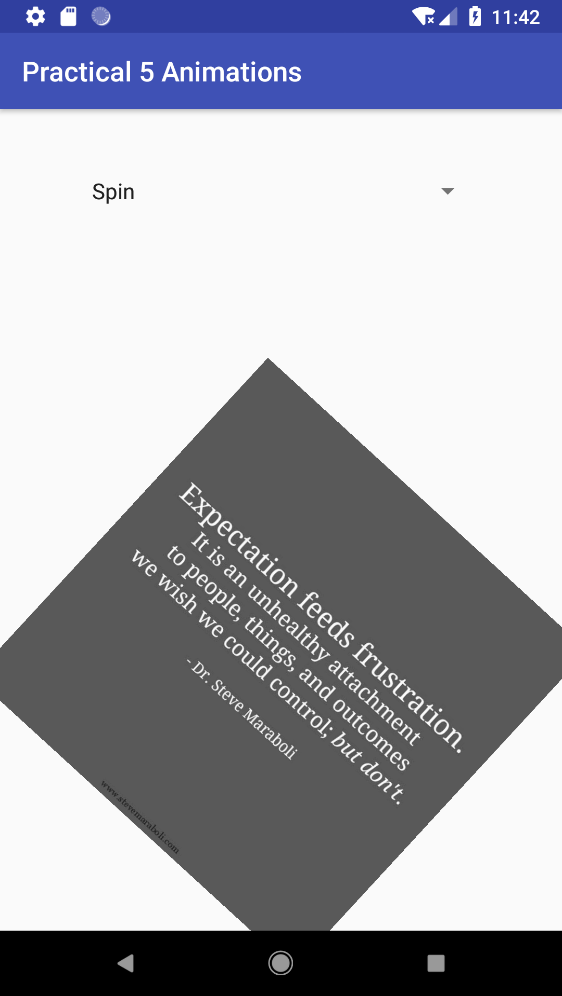 11:42
Practical 5 Animations
Spin
Expectation feeds frustration.
It is an unhealthy attachment
to people, things, and outcomes
we wish we could control; but don't.
- Dr. Steve Maraboli
www.stevemaraboli.com